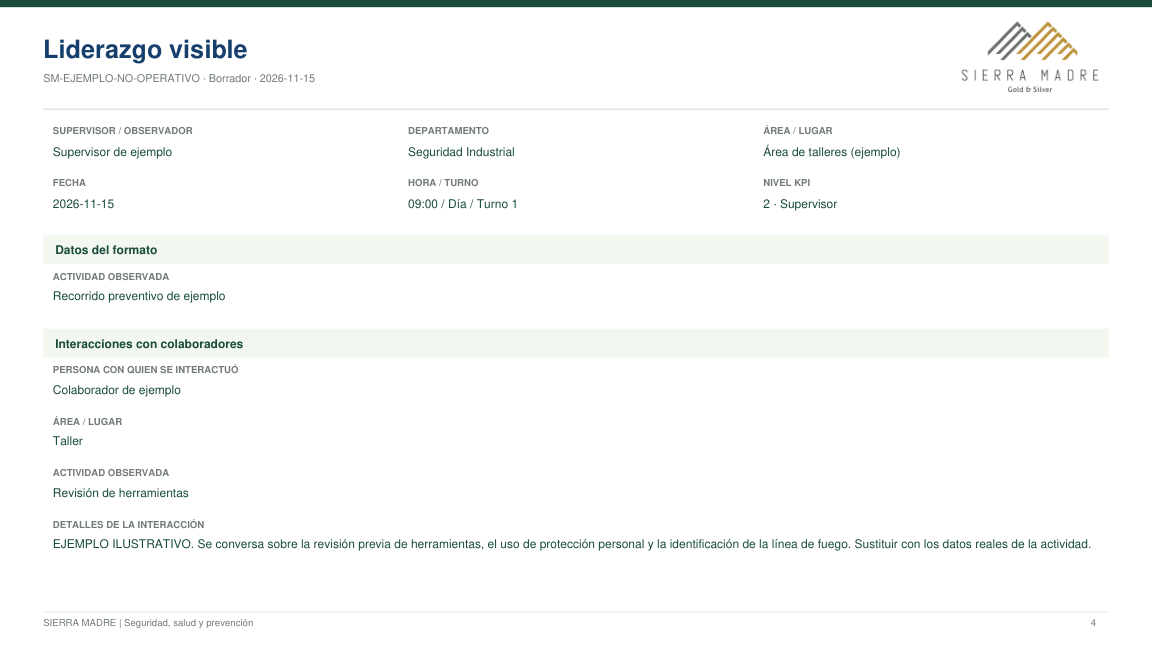 Liderazgo visible
SM-EJEMPLO-NO-OPERATIVO · Borrador · 2026-11-15
SIERRA MADRE
Gold & Silver
SUPERVISOR / OBSERVADOR
Supervisor de ejemplo
DEPARTAMENTO
Seguridad Industrial
ÁREA / LUGAR
Área de talleres (ejemplo)
FECHA
2026-11-15
HORA / TURNO
09:00 / Día / Turno 1
NIVEL KPI
2 · Supervisor
Datos del formato
ACTIVIDAD OBSERVADA
Recorrido preventivo de ejemplo
Interacciones con colaboradores
PERSONA CON QUIEN SE INTERACTUÓ
Colaborador de ejemplo
ÁREA / LUGAR
Taller
ACTIVIDAD OBSERVADA
Revisión de herramientas
DETALLES DE LA INTERACCIÓN
EJEMPLO ILUSTRATIVO. Se conversa sobre la revisión previa de herramientas, el uso de protección personal y la identificación de la línea de fuego. Sustituir con los datos reales de la actividad.
SIERRA MADRE | Seguridad, salud y prevención
4